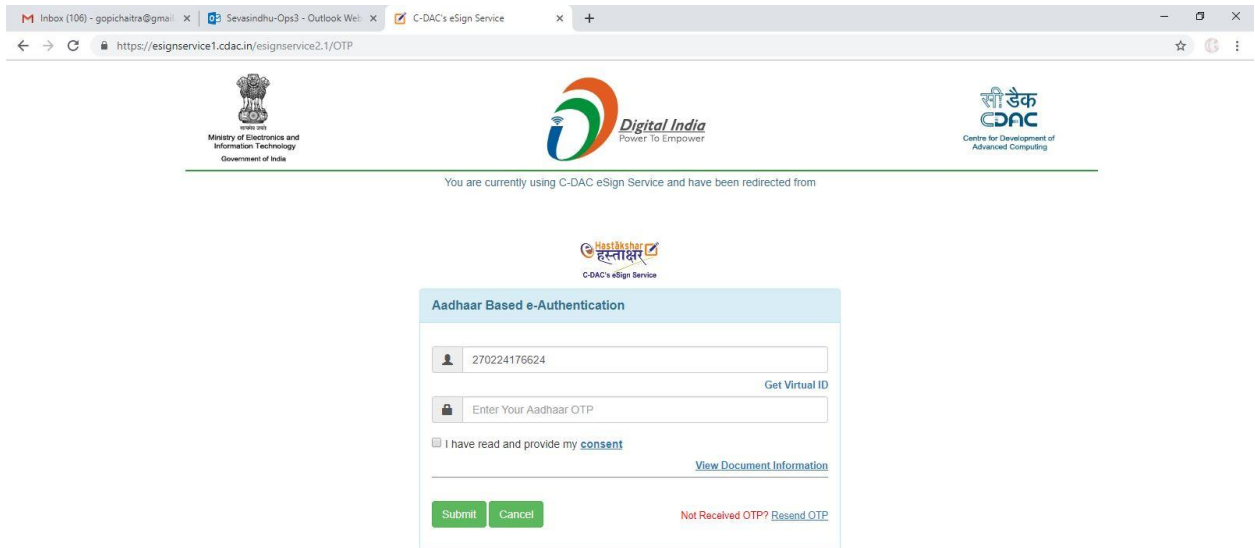 Inbox (106) - gopichaitra@gmail
Sevasindhu-Ops3 - Outlook Web
C-DAC's eSign Service
https://esignservice1.cdac.in/esignservice2.1/OTP
सत्यमेव जयते
Ministry of Electronics and
Information Technology
Government of India
Digital India
Power To Empower
सी डैक
CDAC
Centre for Development of
Advanced Computing
You are currently using C-DAC eSign Service and have been redirected from
Hastākshar
हस्ताक्षर
C-DAC's eSign Service
Aadhaar Based e-Authentication
270224176624
Get Virtual ID
Enter Your Aadhaar OTP
I have read and provide my consent
View Document Information
Submit Cancel Not Received OTP? Resend OTP